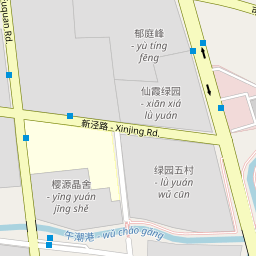 郁庭峰
- yù tíng
fēng
uquan Rd.
仙霞绿园
- xiān xiá
lǜ yuán
新泾路 - Xinjing Rd.
绿园五村
- lǜ yuán
wǔ cūn
樱源晶舍
- yīng yuán
jīng shě
午潮港 - wǔ cháo gǎng